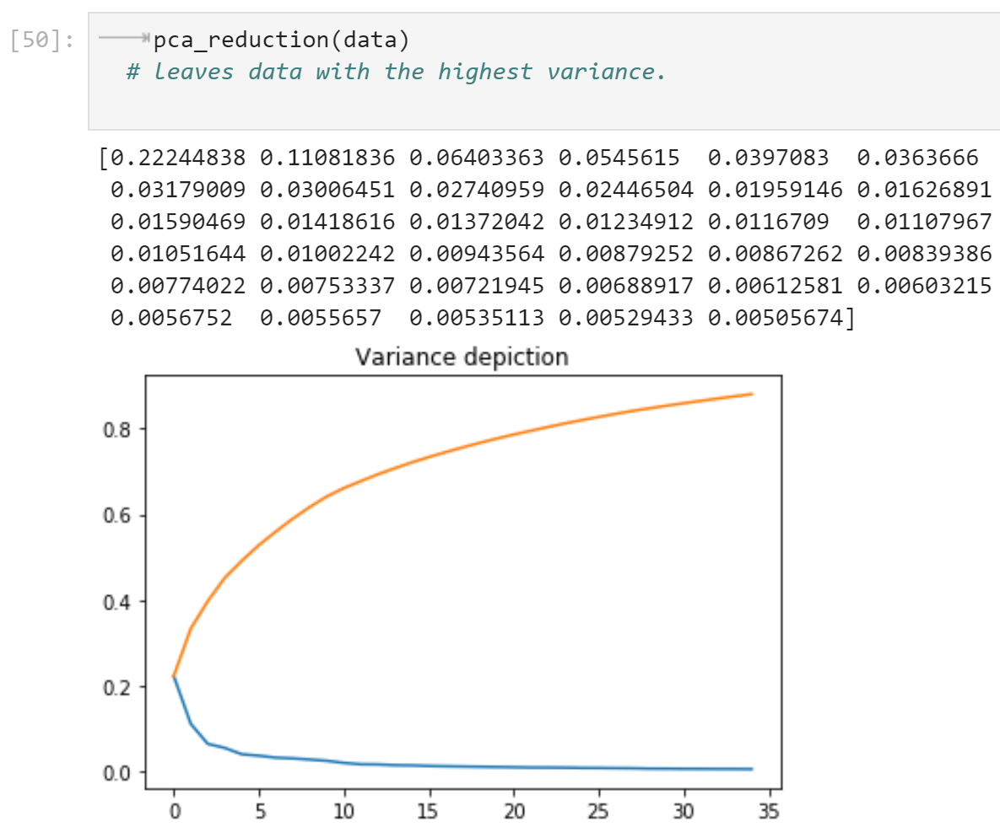 [50]: pca_reduction(data)
# leaves data with the highest variance.
[0.22244838 0.11081836 0.06403363 0.0545615 0.0397083 0.0363666
0.03179009 0.03006451 0.02740959 0.02446504 0.01959146 0.01626891
0.01590469 0.01418616 0.01372042 0.01234912 0.0116709 0.01107967
0.01051644 0.01002242 0.00943564 0.00879252 0.00867262 0.00839386
0.00774022 0.00753337 0.00721945 0.00688917 0.00612581 0.00603215
0.0056752 0.0055657 0.00535113 0.00529433 0.00505674]
Variance depiction
0.8
0.6
0.4
0.2
0.0
0 5 10 15 20 25 30 35